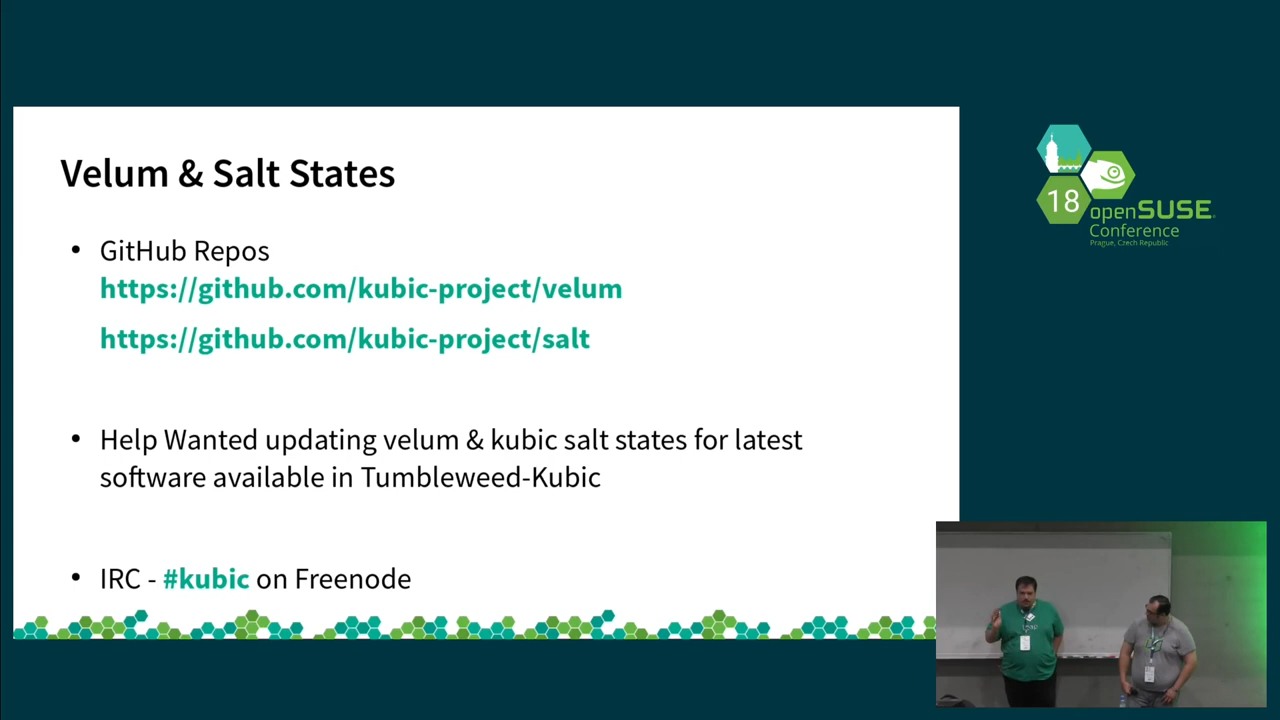 Velum & Salt States
• GitHub Repos
https://github.com/kubic-project/velum
https://github.com/kubic-project/salt
• Help Wanted updating velum & kubic salt states for latest
software available in Tumbleweed-Kubic
• IRC - #kubic on Freenode
18
openSUSE
Conference
Prague, Czech Republic